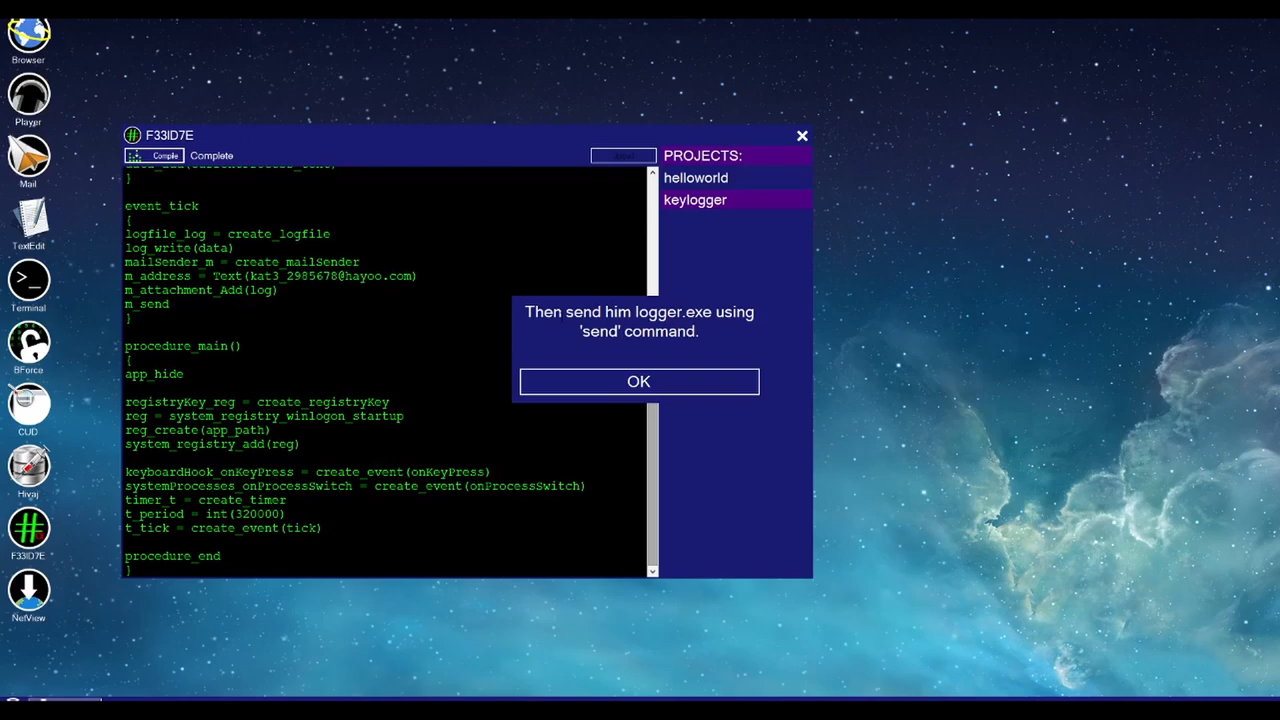 Browser
Player
Mail
TextEdit
Terminal
BForce
CUD
Hivaj
F33ID7E
NetView
F33ID7E
Compile
Complete
}
event_tick
{
logfile_log = create_logfile
log_write(data)
mailSender_m = create_mailSender
m_address = Text(kat3_2985678@hayoo.com)
m_attachment_Add(log)
m_send
}
procedure_main()
{
app_hide
registryKey_reg = create_registryKey
reg = system_registry_winlogon_startup
reg_create(app_path)
system_registry_add(reg)
keyboardHook_onKeyPress = create_event(onKeyPress)
systemProcesses_onProcessSwitch = create_event(onProcessSwitch)
timer_t = create_timer
t_period = int(320000)
t_tick = create_event(tick)
procedure_end
}
PROJECTS:
helloworld
keylogger
Then send him logger.exe using
'send' command.
OK